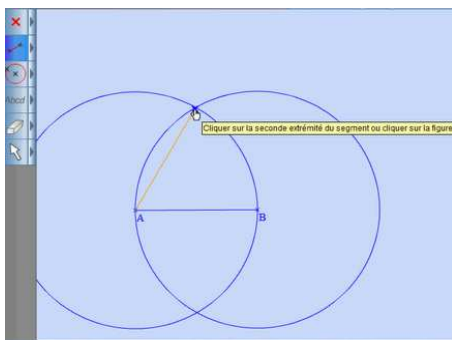 Abcd
Cliquer sur la seconde extrémité du segment ou cliquer sur la figure
A
B